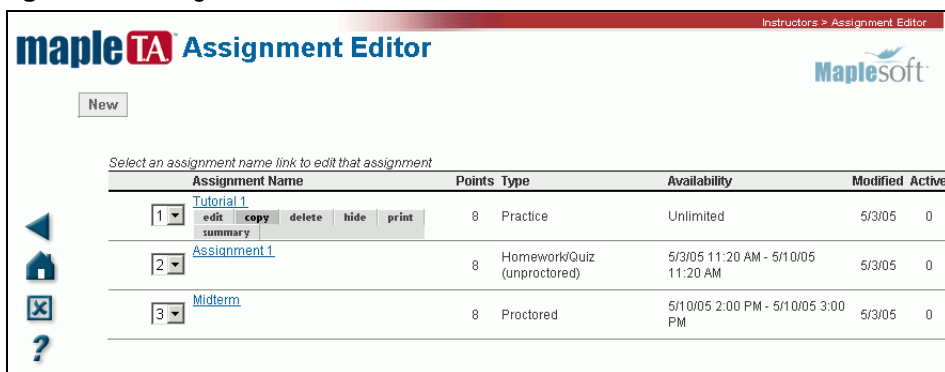 Instructors > Assignment Editor
maple TA Assignment Editor
Maplesoft
New
Select an assignment name link to edit that assignment
Assignment Name Points Type Availability Modified Active
1 Tutorial 1 8 Practice Unlimited 5/3/05 0
edit copy delete hide print
summary
2 Assignment 1 8 Homework/Quiz 5/3/05 11:20 AM - 5/10/05 5/3/05 0
(unproctored) 11:20 AM
3 Midterm 8 Proctored 5/10/05 2:00 PM - 5/10/05 3:00 5/3/05 0
PM
?